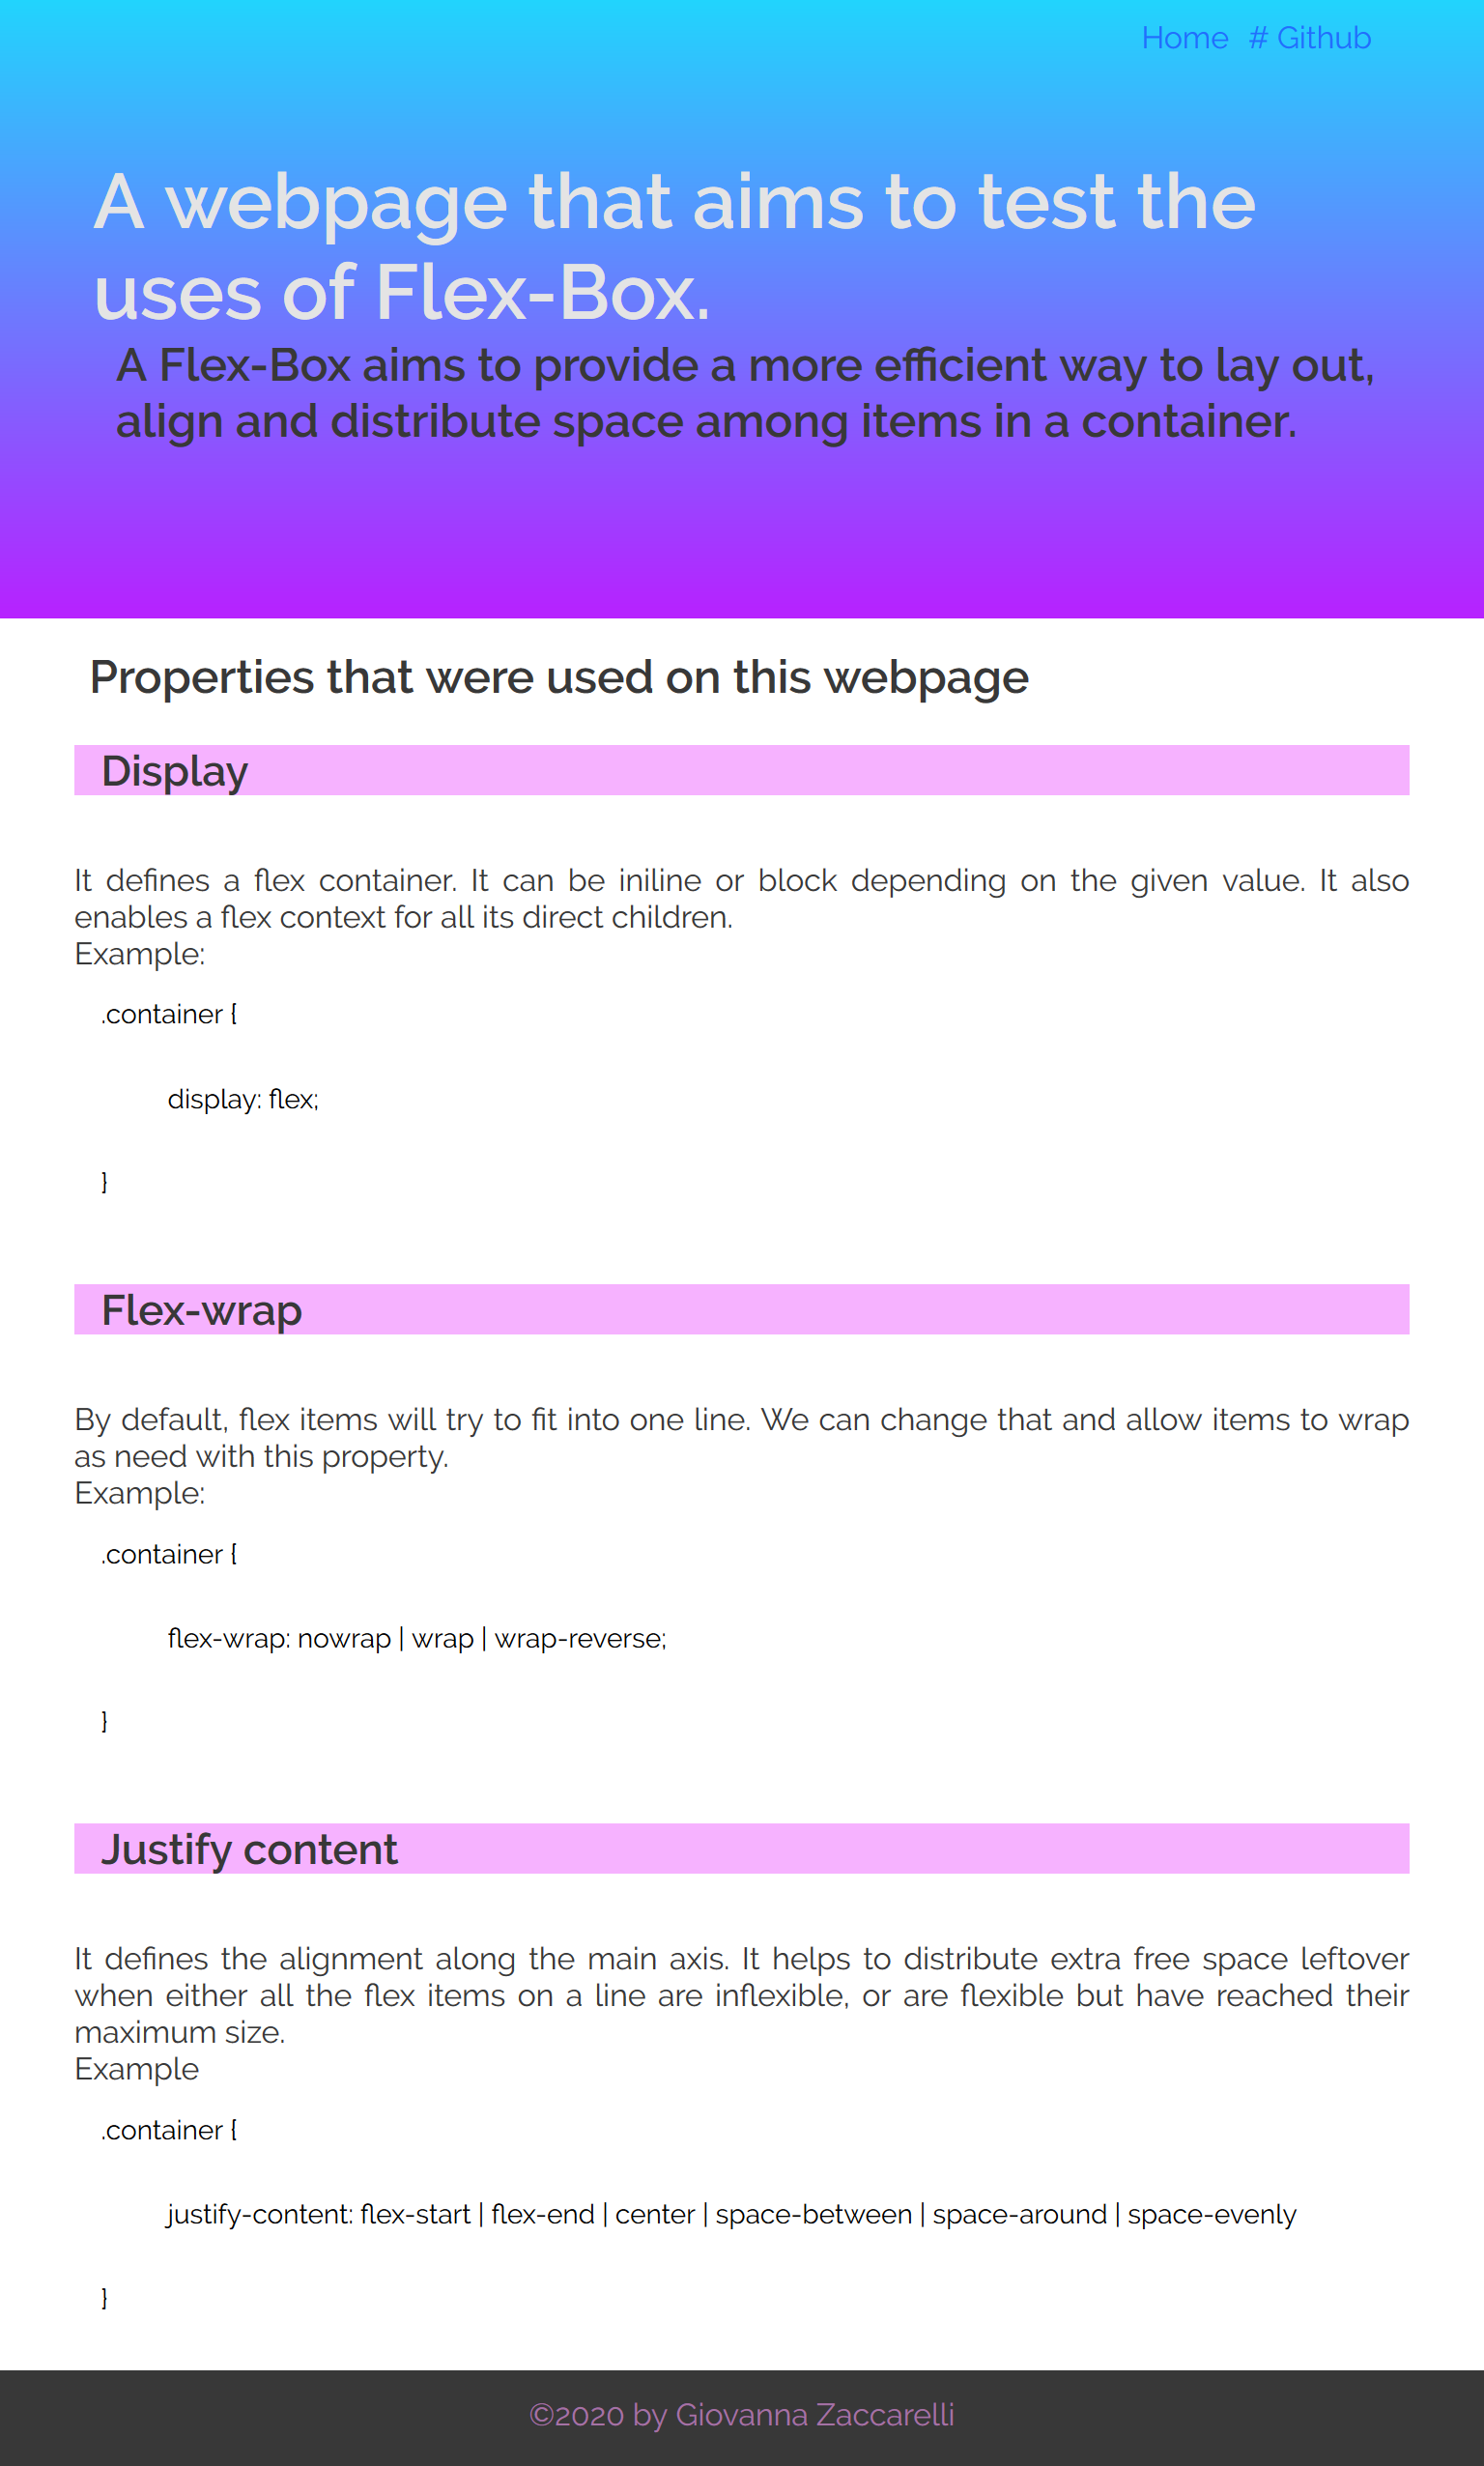 Home # Github
A webpage that aims to test the
uses of Flex-Box.
A Flex-Box aims to provide a more efficient way to lay out,
align and distribute space among items in a container.
Properties that were used on this webpage
Display
It defines a flex container. It can be iniline or block depending on the given value. It also
enables a flex context for all its direct children.
Example:
.container {
display: flex;
}
Flex-wrap
By default, flex items will try to fit into one line. We can change that and allow items to wrap
as need with this property.
Example:
.container {
flex-wrap: nowrap | wrap | wrap-reverse;
}
Justify content
It defines the alignment along the main axis. It helps to distribute extra free space leftover
when either all the flex items on a line are inflexible, or are flexible but have reached their
maximum size.
Example
.container {
justify-content: flex-start | flex-end | center | space-between | space-around | space-evenly
}
©2020 by Giovanna Zaccarelli